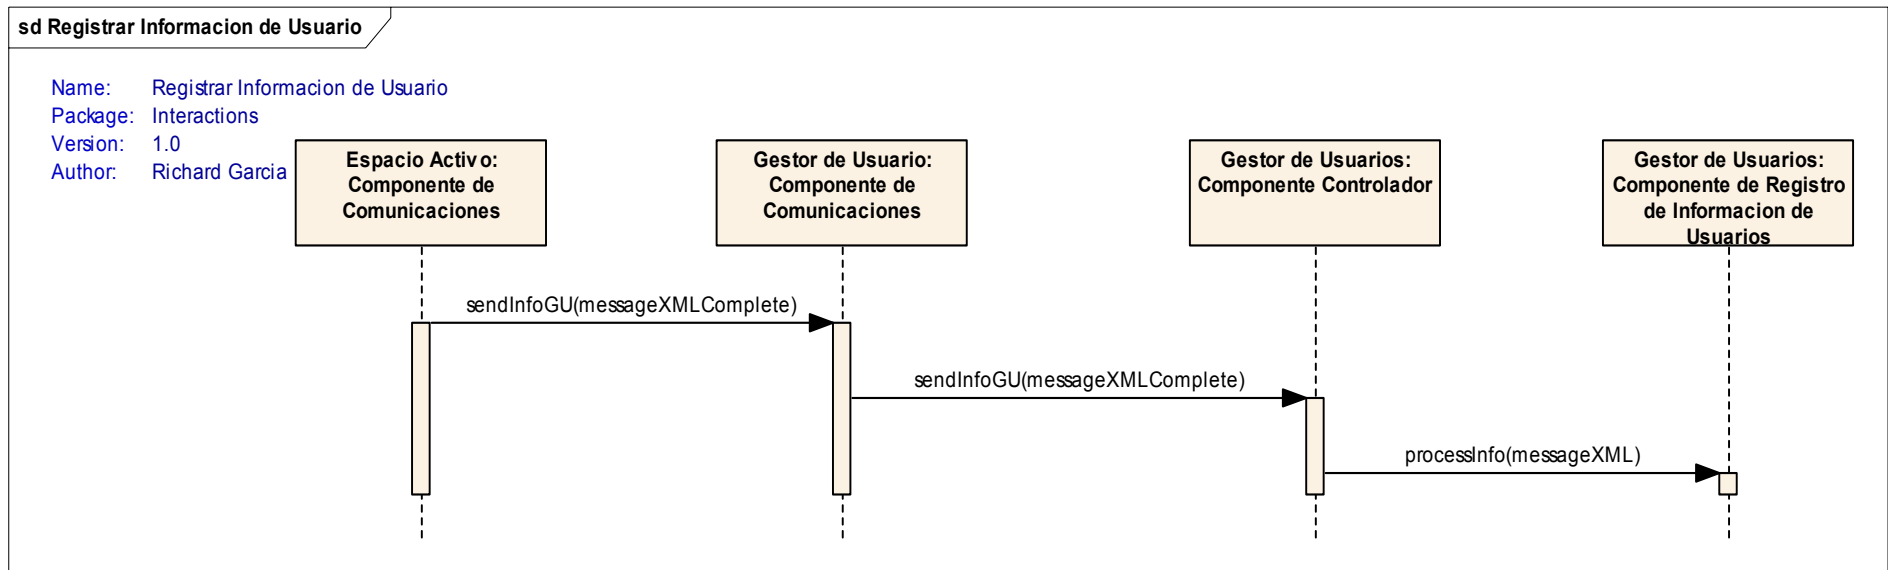 sd Registrar Informacion de Usuario
Name: Registrar Informacion de Usuario
Package: Interactions
Version: 1.0
Author: Richard Garcia
Espacio Activo:
Componente de
Comunicaciones
Gestor de Usuario:
Componente de
Comunicaciones
Gestor de Usuarios:
Componente Controlador
Gestor de Usuarios:
Componente de Registro
de Informacion de
Usuarios
sendInfoGU(messageXMLComplete)
sendInfoGU(messageXMLComplete)
processInfo(messageXML)